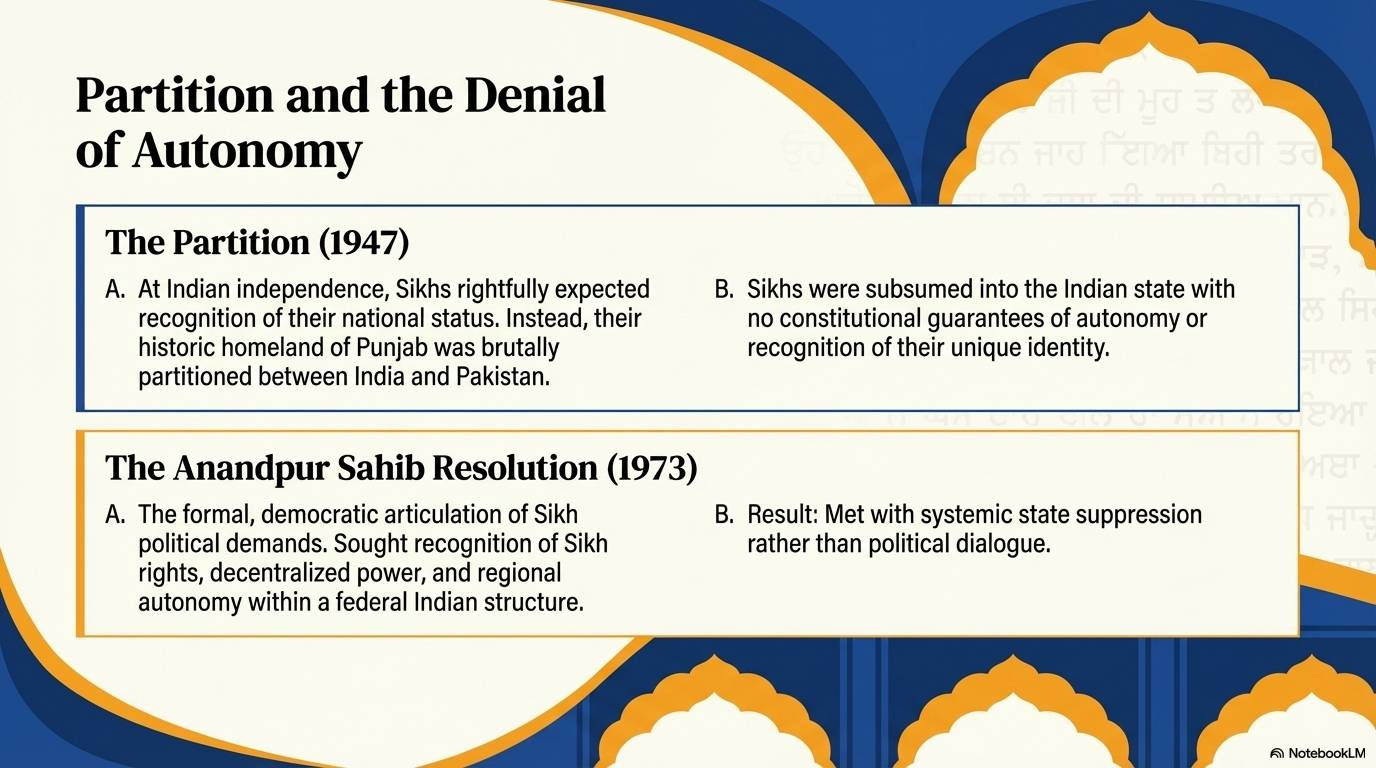 Partition and the Denial
of Autonomy
The Partition (1947)
A. At Indian independence, Sikhs rightfully expected
recognition of their national status. Instead, their
historic homeland of Punjab was brutally
partitioned between India and Pakistan.
B. Sikhs were subsumed into the Indian state with
no constitutional guarantees of autonomy or
recognition of their unique identity.
The Anandpur Sahib Resolution (1973)
A. The formal, democratic articulation of Sikh
political demands. Sought recognition of Sikh
rights, decentralized power, and regional
autonomy within a federal Indian structure.
B. Result: Met with systemic state suppression
rather than political dialogue.
ਜੀ ਦੀ ਮੂਹ ਤ ਲ
ਜਾਹ
ਬਿਹੀ ਤਰ
NotebookLM